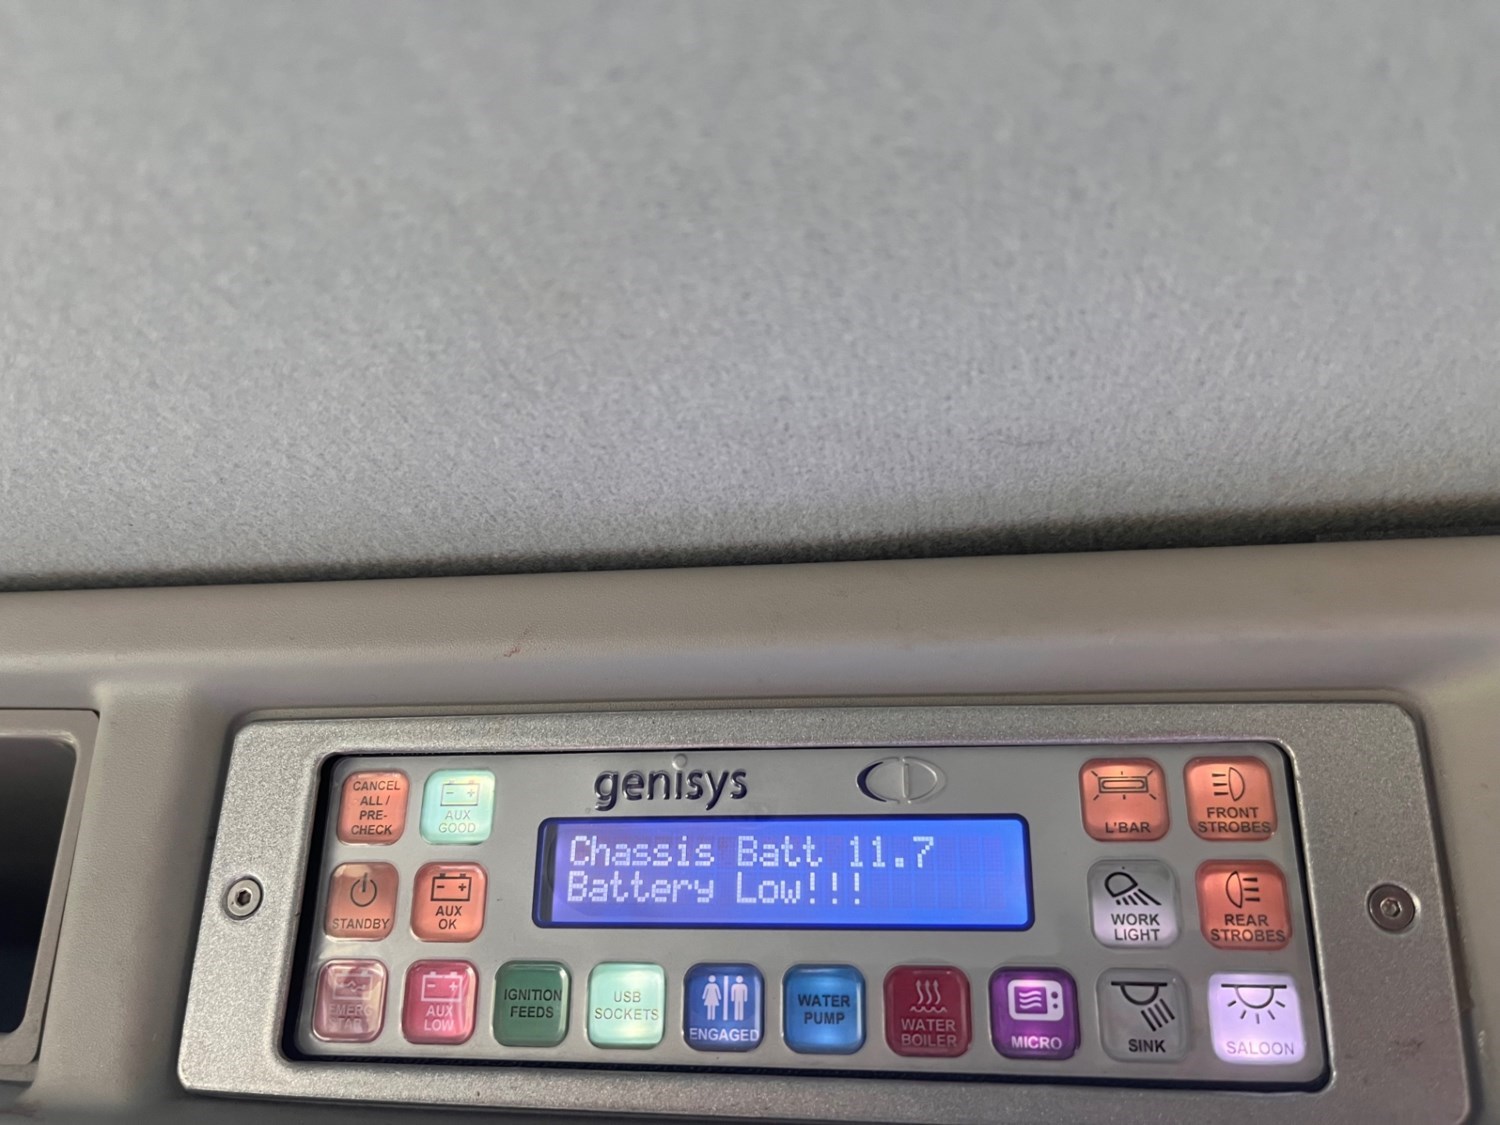 genisys
Chassis Batt 11.7
Battery Low!!!
CANCEL
ALL /
PRE-
CHECK
AUX
GOOD
L'BAR
FRONT
STROBES
STANDBY
AUX
OK
WORK
LIGHT
REAR
STROBES
AUX
LOW
IGNITION
FEEDS
USB
SOCKETS
ENGAGED
WATER
PUMP
WATER
BOILER
MICRO
SINK
SALOON